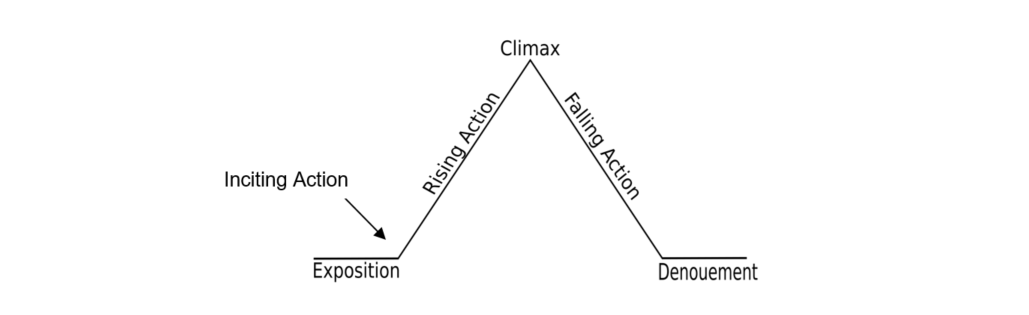 Climax
Rising Action
Falling Action
Inciting Action
Exposition
Denouement